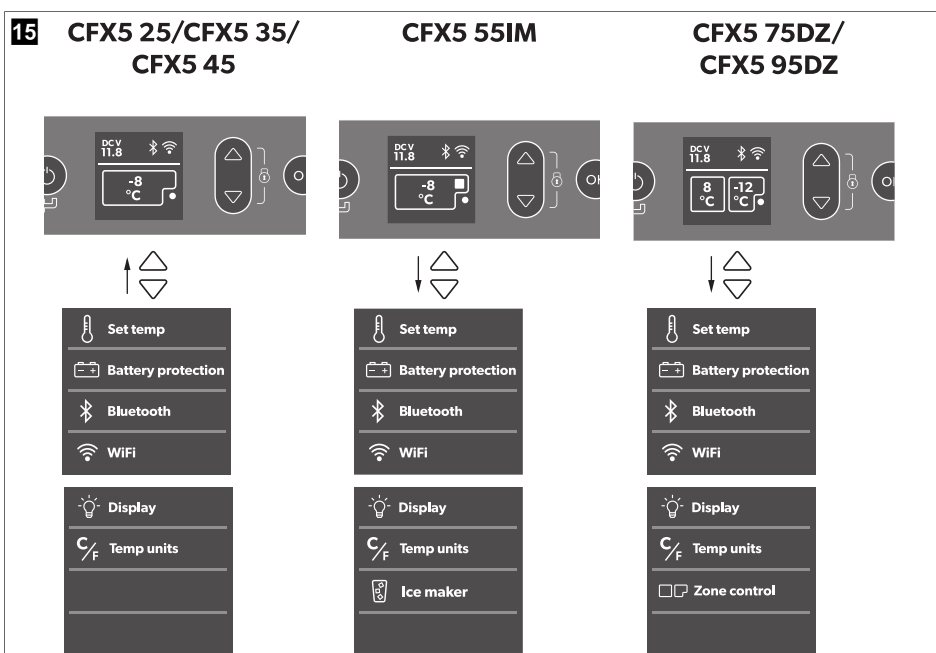 15
CFX5 25/CFX5 35/
CFX5 45
DC V
11.8
-8
°C
Set temp
Battery protection
Bluetooth
WiFi
Display
Temp units
CFX5 55IM
DC V
11.8
-8
°C
OK
Set temp
Battery protection
Bluetooth
WiFi
Display
C/F Temp units
Ice maker
CFX5 75DZ/
CFX5 95DZ
DC V
11.8
8 -12
°C °C
Set temp
Battery protection
Bluetooth
WiFi
Display
C/F Temp units
Zone control